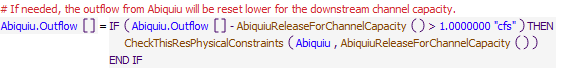 # If needed, the outflow from Abiquiu will be reset lower for the downstream channel capacity.
Abiquiu.Outflow [] = IF ( Abiquiu.Outflow [] - AbiquiuReleaseForChannelCapacity () > 1.0000000 "cfs" ) THEN
CheckThisResPhysicalConstraints ( Abiquiu , AbiquiuReleaseForChannelCapacity () )
END IF